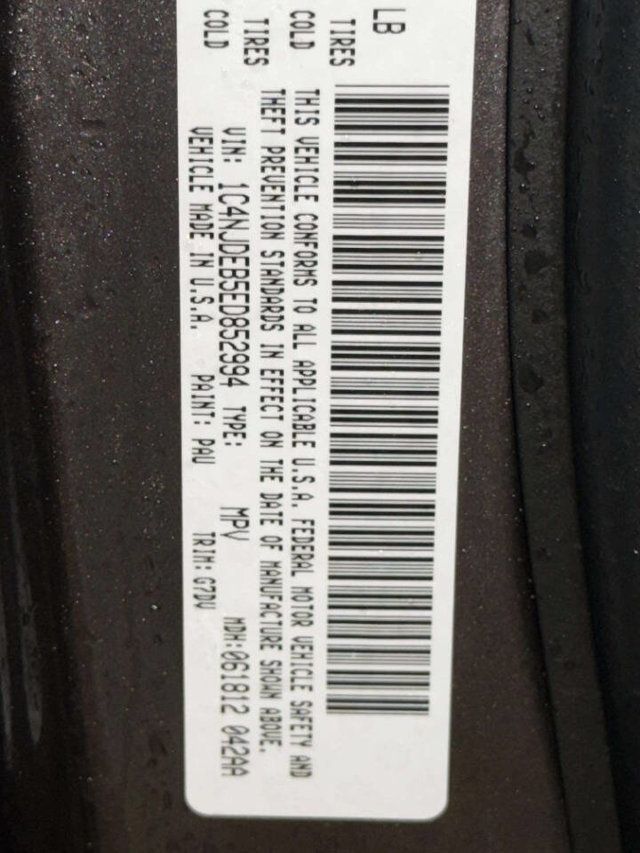 LB
TIRES COLD
TIRES COLD
THIS VEHICLE CONFORMS TO ALL APPLICABLE U.S.A. FEDERAL MOTOR VEHICLE SAFETY AND
THEFT PREVENTION STANDARDS IN EFFECT ON THE DATE OF MANUFACTURE SHOWN ABOVE.
VIN: 1C4NJDEB5ED852994 TYPE: MPV MDH:061812 042AA
VEHICLE MADE IN U.S.A. PAINT: PAU TRIM: G7DV